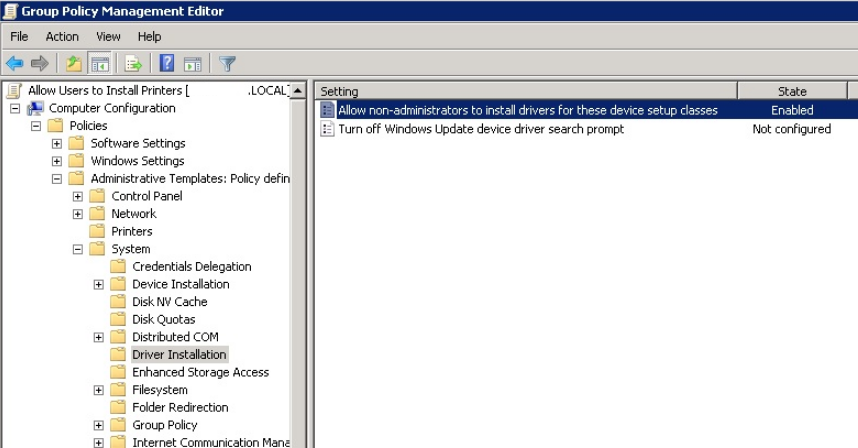 Group Policy Management Editor
File Action View Help
Allow Users to Install Printers [ .LOCAL]
Computer Configuration
Policies
Software Settings
Windows Settings
Administrative Templates: Policy defin
Control Panel
Network
Printers
System
Credentials Delegation
Device Installation
Disk NV Cache
Disk Quotas
Distributed COM
Driver Installation
Enhanced Storage Access
Filesystem
Folder Redirection
Group Policy
Internet Communication Mana
Setting State
Allow non-administrators to install drivers for these device setup classes Enabled
Turn off Windows Update device driver search prompt Not configured